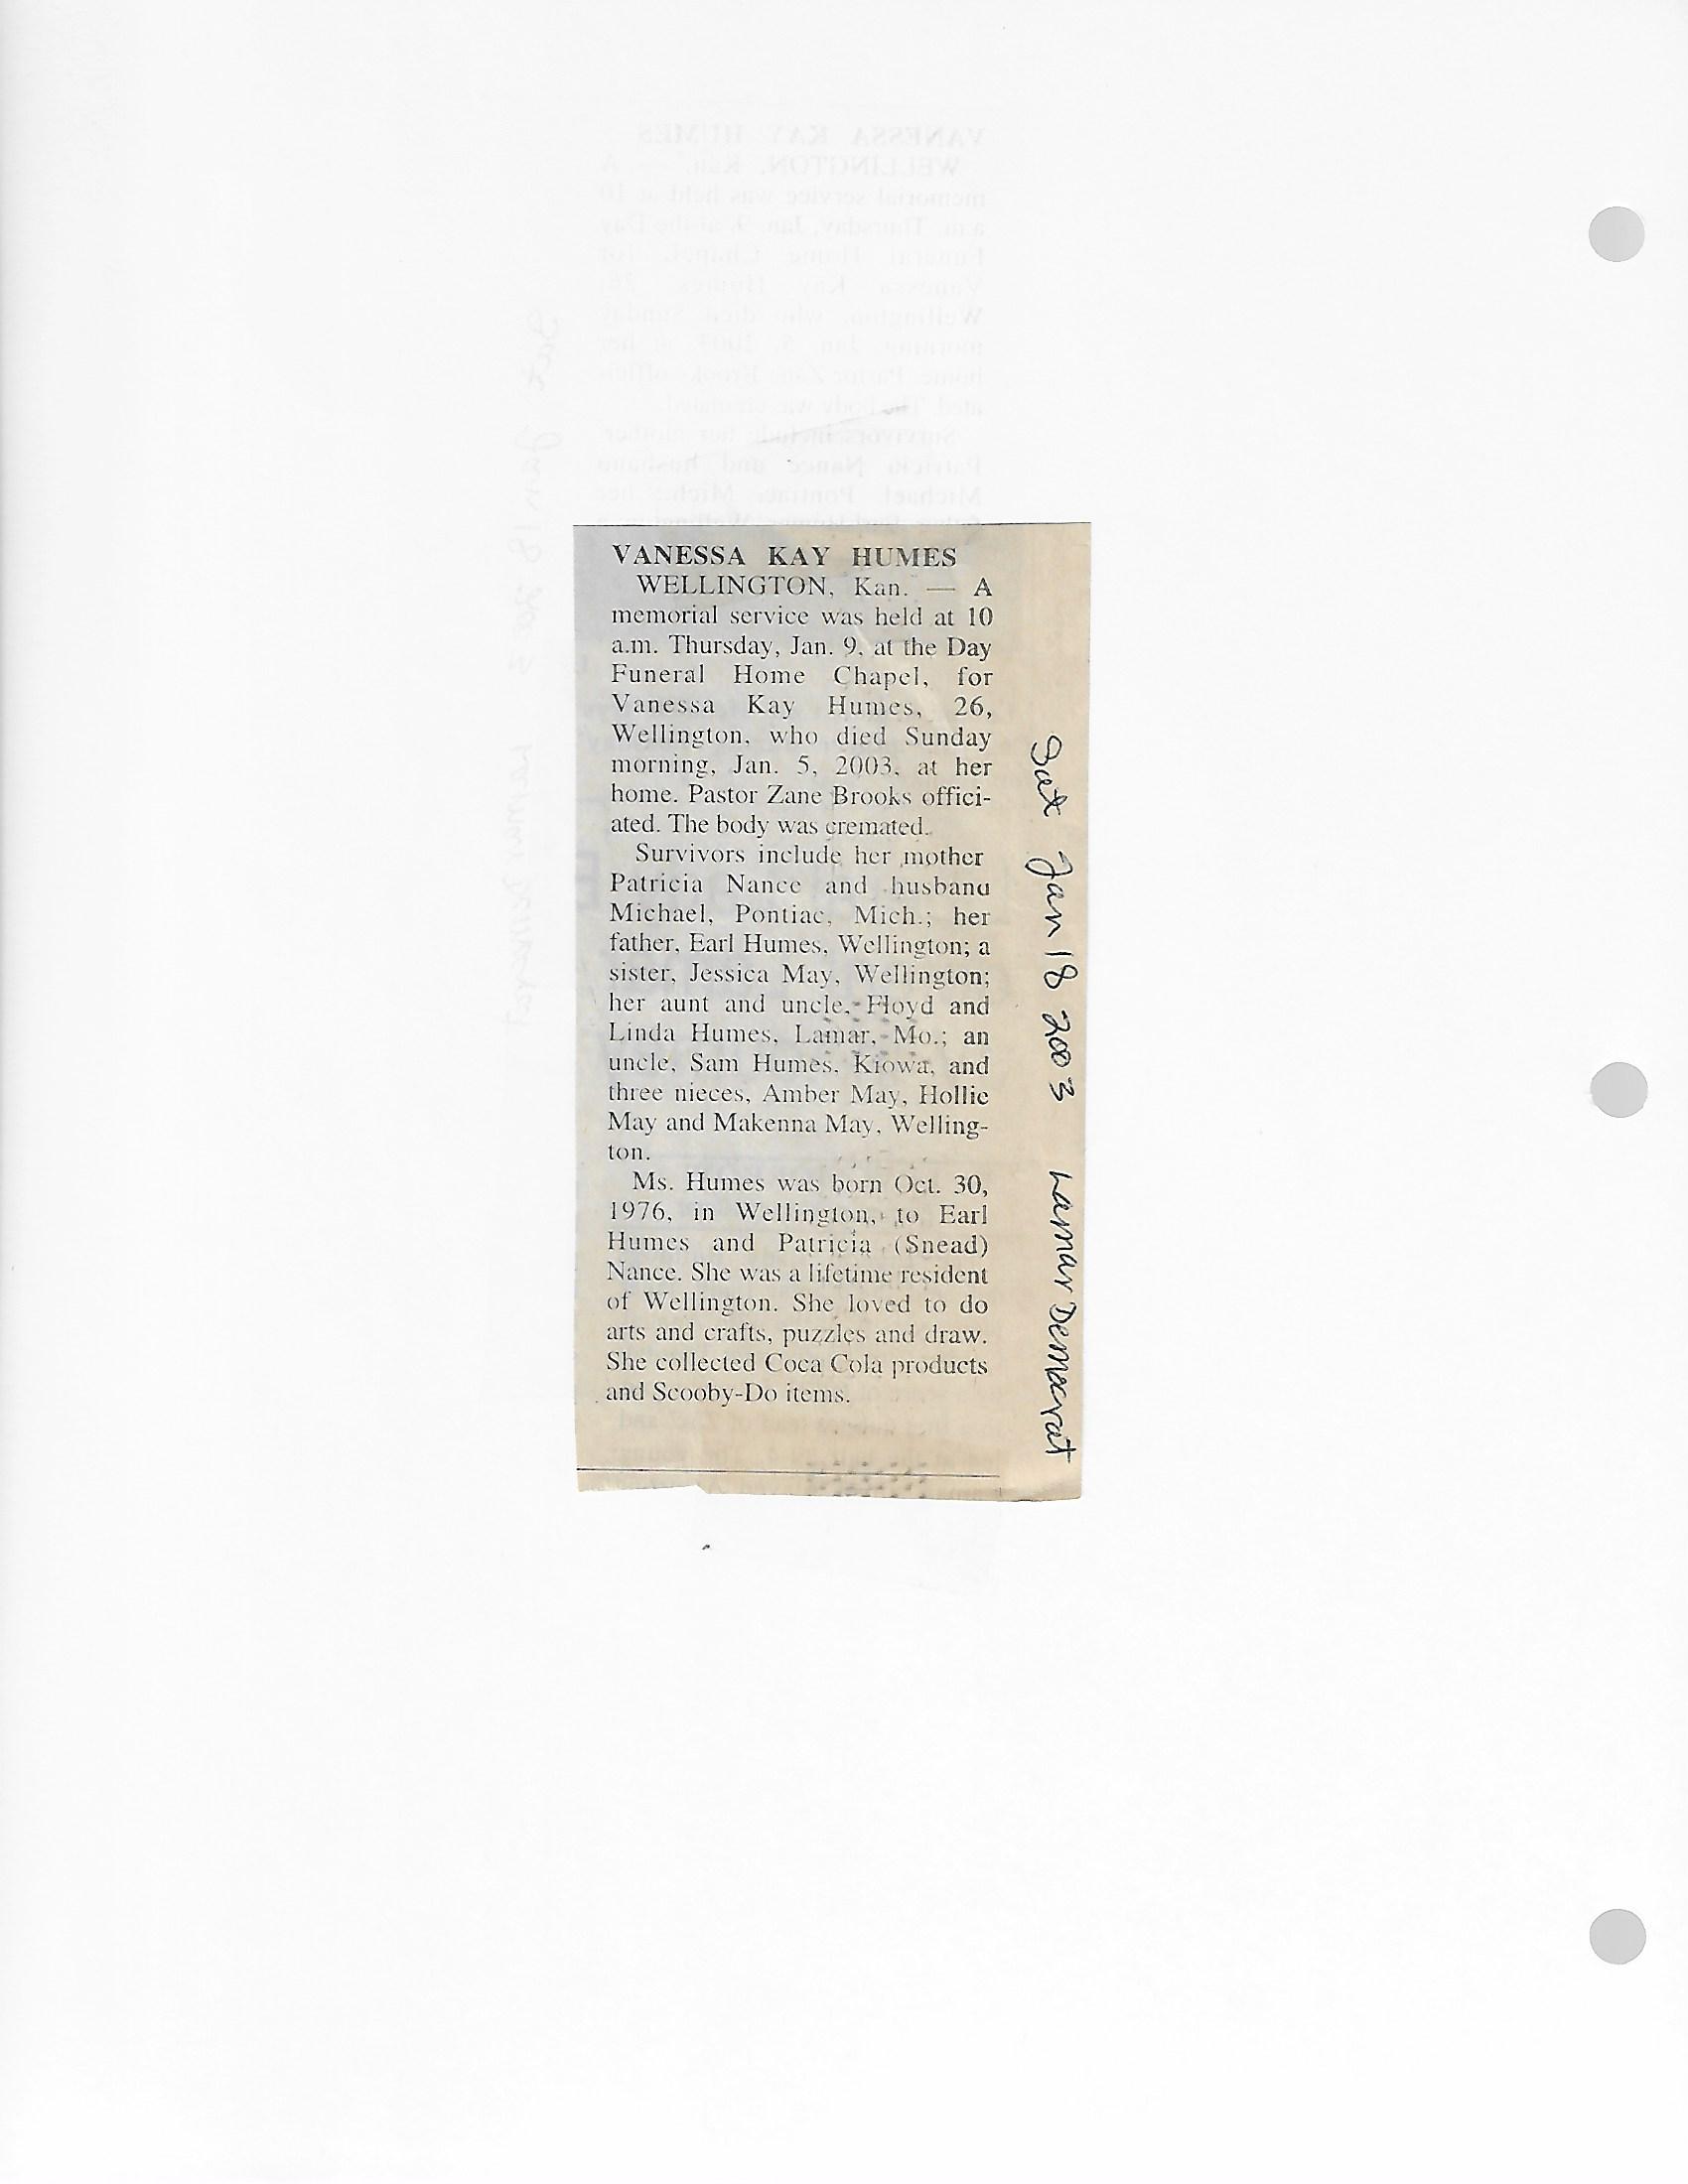 VANESSA KAY HUMES
WELLINGTON, Kan. — A
memorial service was held at 10
a.m. Thursday, Jan. 9, at the Day
Funeral Home Chapel, for
Vanessa Kay Humes, 26,
Wellington, who died Sunday
morning, Jan. 5, 2003, at her
home. Pastor Zane Brooks offici-
ated. The body was cremated.
Survivors include her mother
Patricia Nance and husband
Michael, Pontiac, Mich.; her
father, Earl Humes, Wellington; a
sister, Jessica May, Wellington;
her aunt and uncle, Floyd and
Linda Humes, Lamar, Mo.; an
uncle, Sam Humes, Kiowa, and
three nieces, Amber May, Hollie
May and Makenna May, Welling-
ton.
Ms. Humes was born Oct. 30,
1976, in Wellington, to Earl
Humes and Patricia (Snead)
Nance. She was a lifetime resident
of Wellington. She loved to do
arts and crafts, puzzles and draw.
She collected Coca Cola products
and Scooby-Do items.
Sat Jan 18 2003 Lamar Democrat